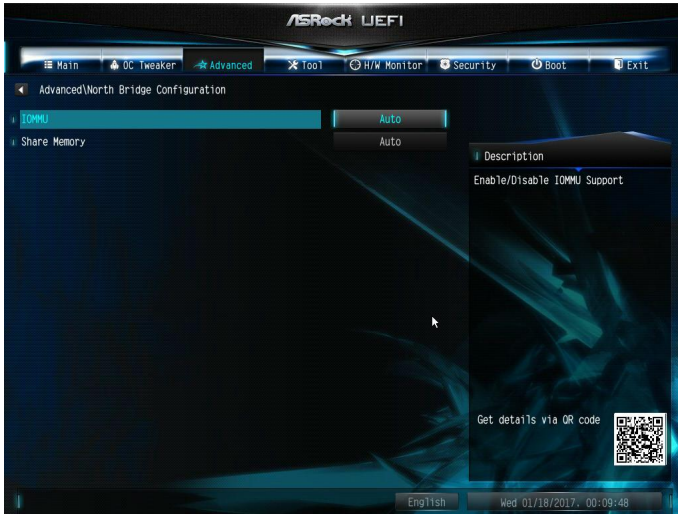 ASRock UEFI
Main OC Tweaker Advanced Tool H/W Monitor Security Boot Exit
Advanced\North Bridge Configuration
IOMMU Auto
Share Memory Auto
Description
Enable/Disable IOMMU Support
Get details via QR code
English Wed 01/18/2017. 00:09:48